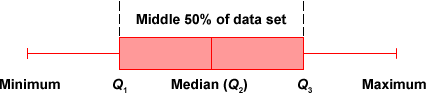 Middle 50% of data set
Minimum Q₁ Median (Q₂) Q₃ Maximum